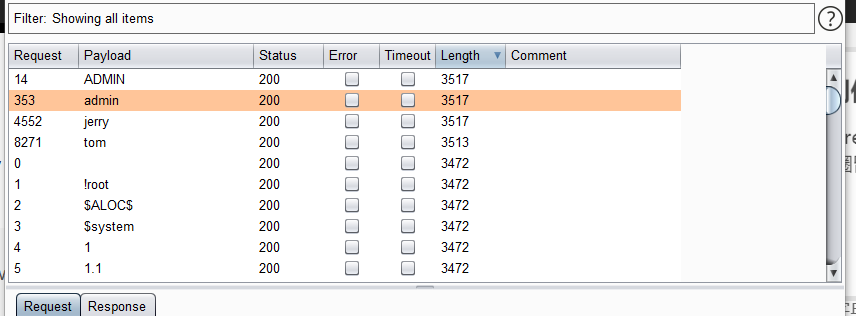 Filter: Showing all items
?
Request Payload Status Error Timeout Length Comment
14 ADMIN 200 3517
353 admin 200 3517
4552 jerry 200 3517
8271 tom 200 3513
0 200 3472
1 !root 200 3472
2 $ALOC$ 200 3472
3 $system 200 3472
4 1 200 3472
5 1.1 200 3472
Request Response